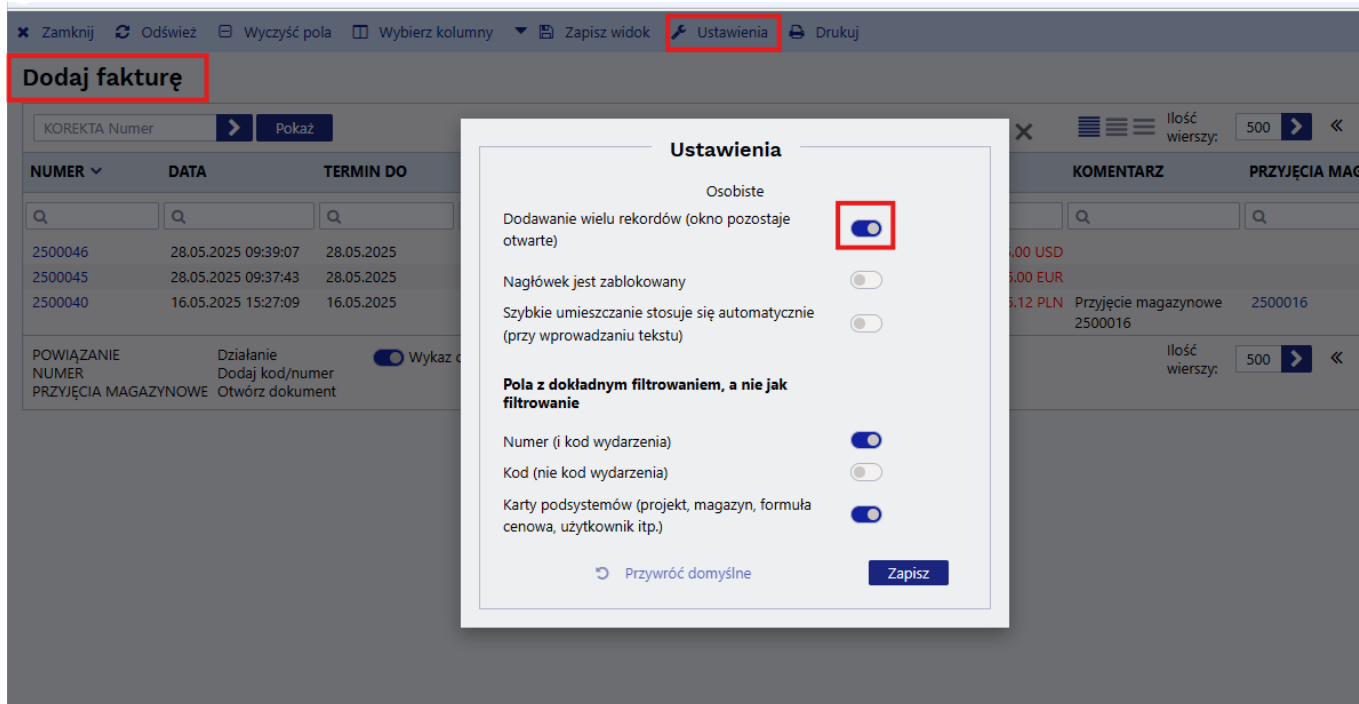 Zamknij Odśwież Wyczyść pola Wybierz kolumny Zapisz widok Ustawienia Drukuj
Dodaj fakturę
KOREKTA Numer Pokaż Ilość wierszy: 500
NUMER DATA TERMIN DO KOMENTARZ PRZYJĘCIA MAG
2500046 28.05.2025 09:39:07 28.05.2025 .00 USD
2500045 28.05.2025 09:37:43 28.05.2025 .00 EUR
2500040 16.05.2025 15:27:09 16.05.2025 .12 PLN Przyjęcie magazynowe 2500016
2500016
POWIĄZANIE Działanie Wykaz
NUMER Dodaj kod/numer
PRZYJĘCIA MAGAZYNOWE Otwórz dokument
Ilość wierszy: 500
Ustawienia
Osobiste
Dodawanie wielu rekordów (okno pozostaje
otwarte)
Nagłówek jest zablokowany
Szybkie umieszczanie stosuje się automatycznie
(przy wprowadzaniu tekstu)
Pola z dokładnym filtrowaniem, a nie jak
filtrowanie
Numer (i kod wydarzenia)
Kod (nie kod wydarzenia)
Karty podsystemów (projekt, magazyn, formuła
cenowa, użytkownik itp.)
Przywróć domyślne Zapisz